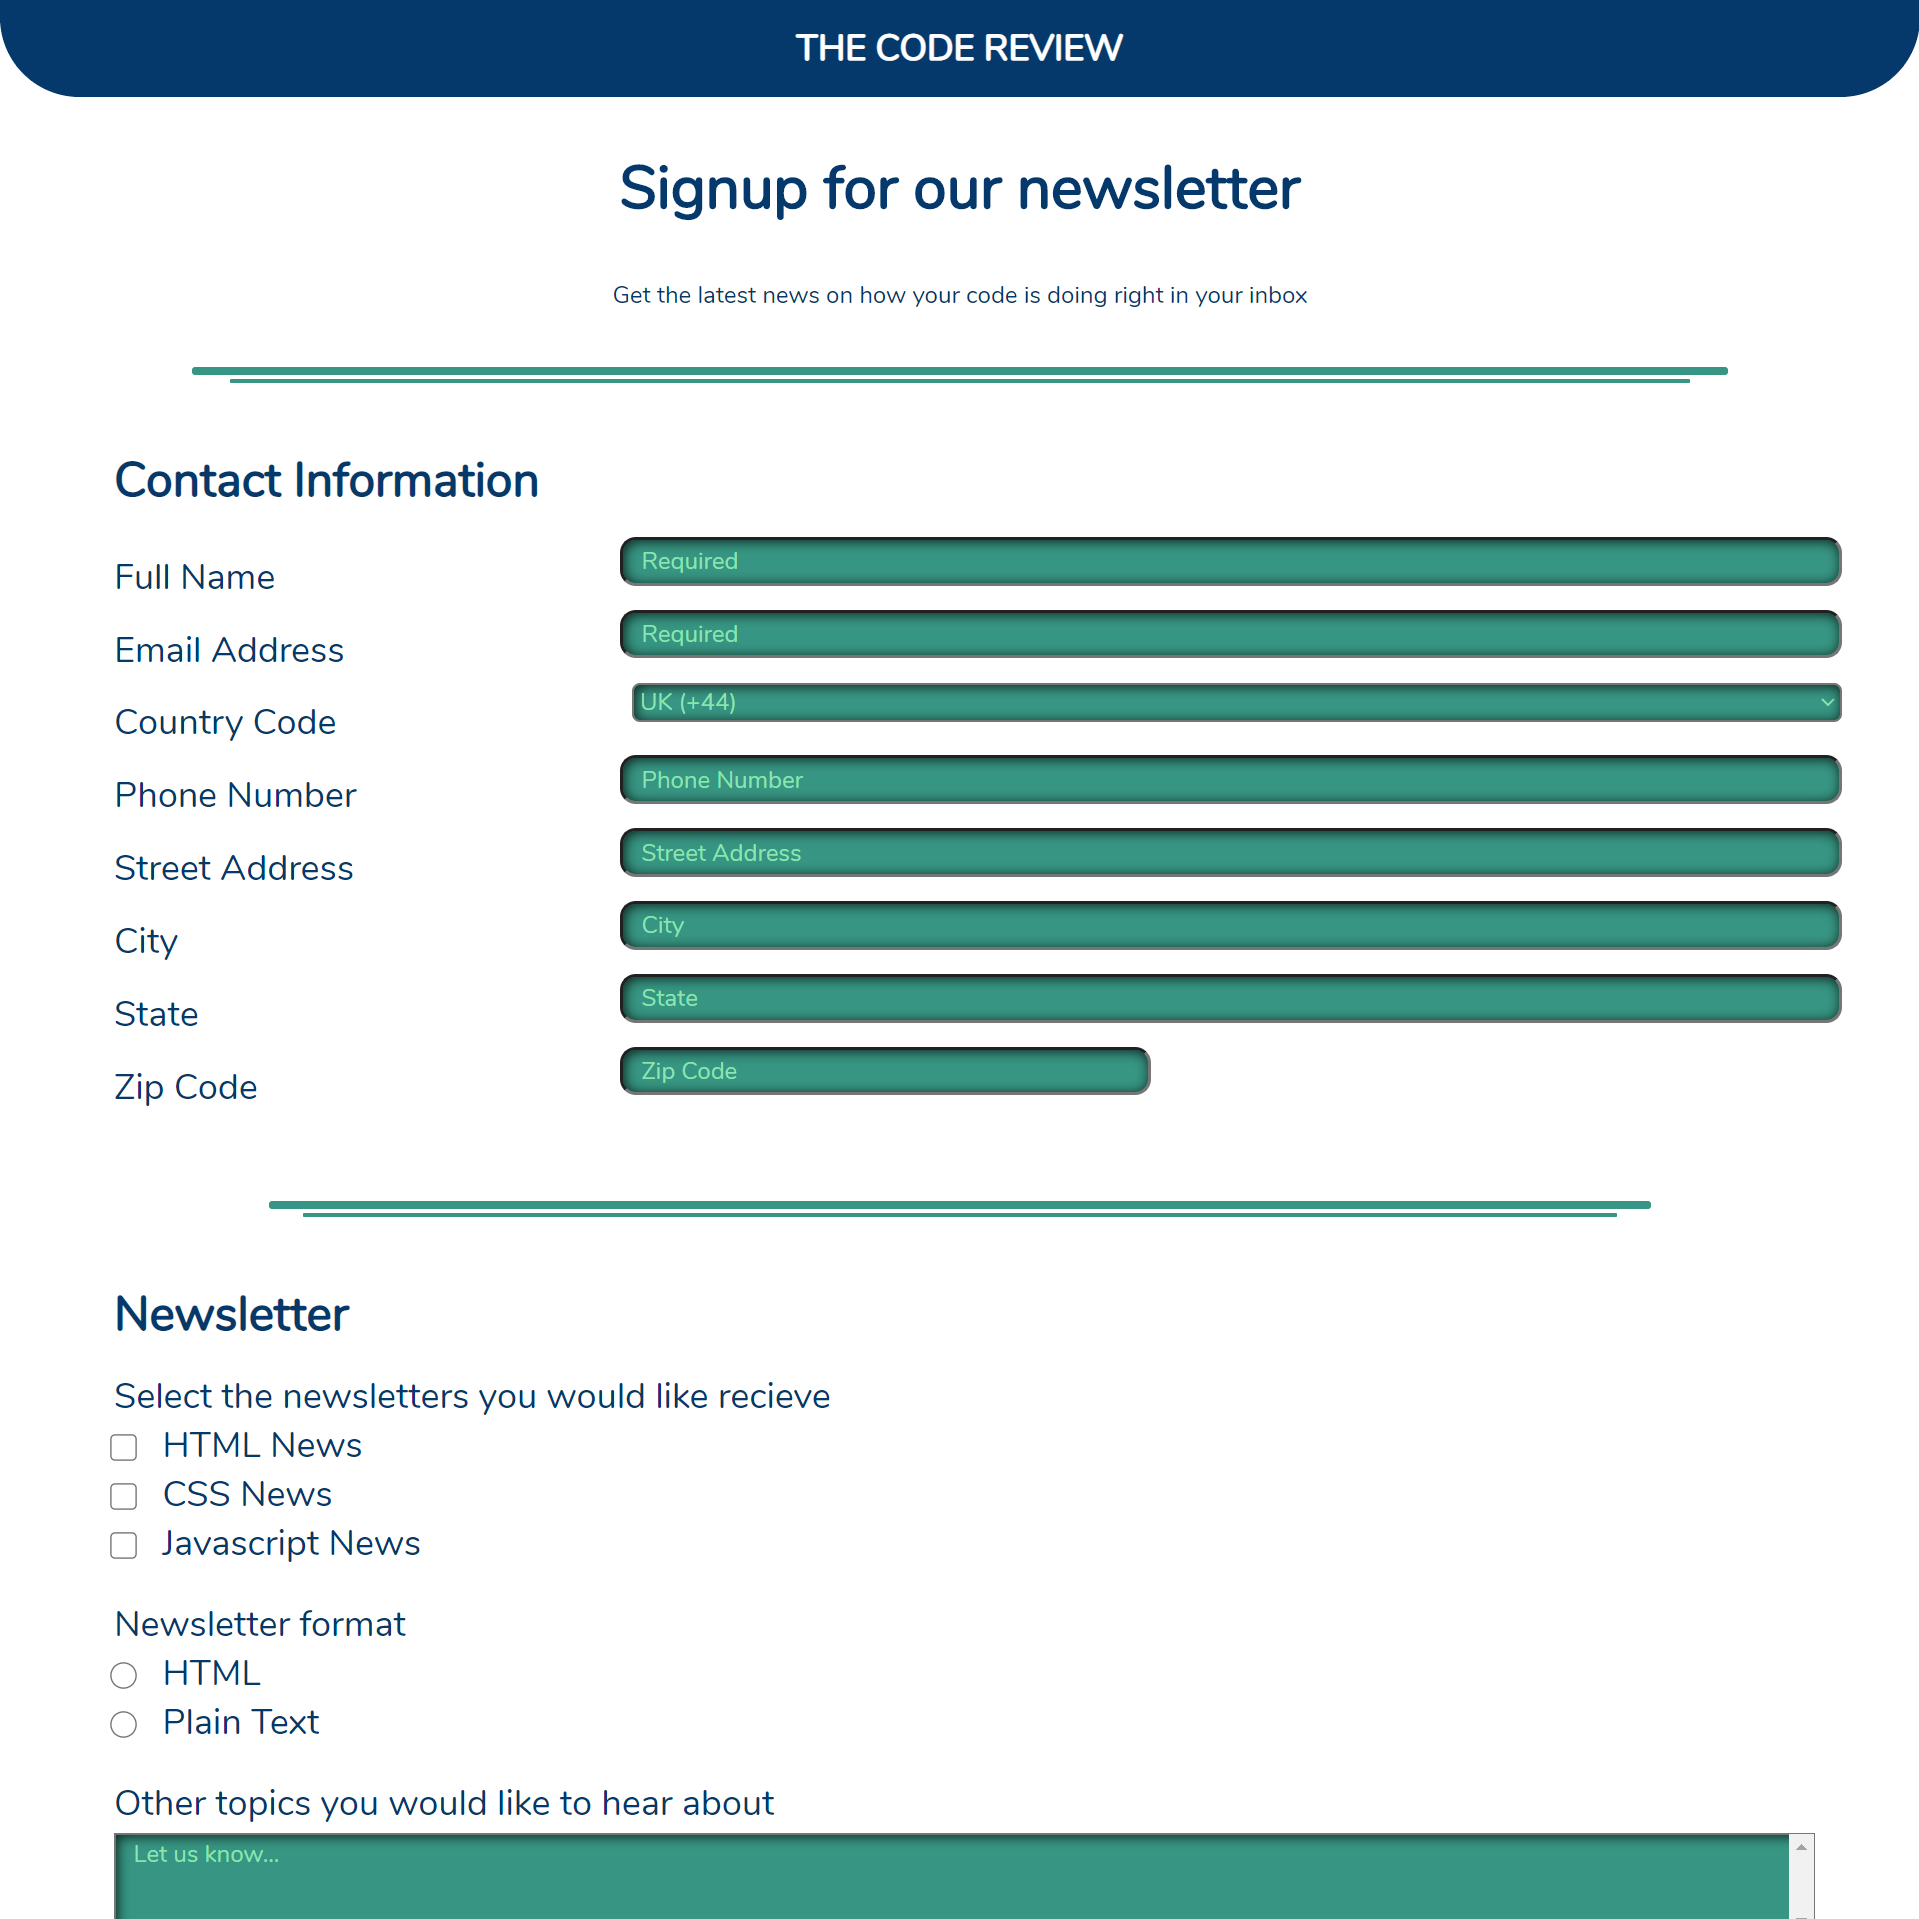 THE CODE REVIEW
Signup for our newsletter
Get the latest news on how your code is doing right in your inbox
Contact Information
Full Name
Required
Email Address
Required
Country Code
UK (+44)
Phone Number
Phone Number
Street Address
Street Address
City
City
State
State
Zip Code
Zip Code
Newsletter
Select the newsletters you would like recieve
HTML News
CSS News
Javascript News
Newsletter format
HTML
Plain Text
Other topics you would like to hear about
Let us know...